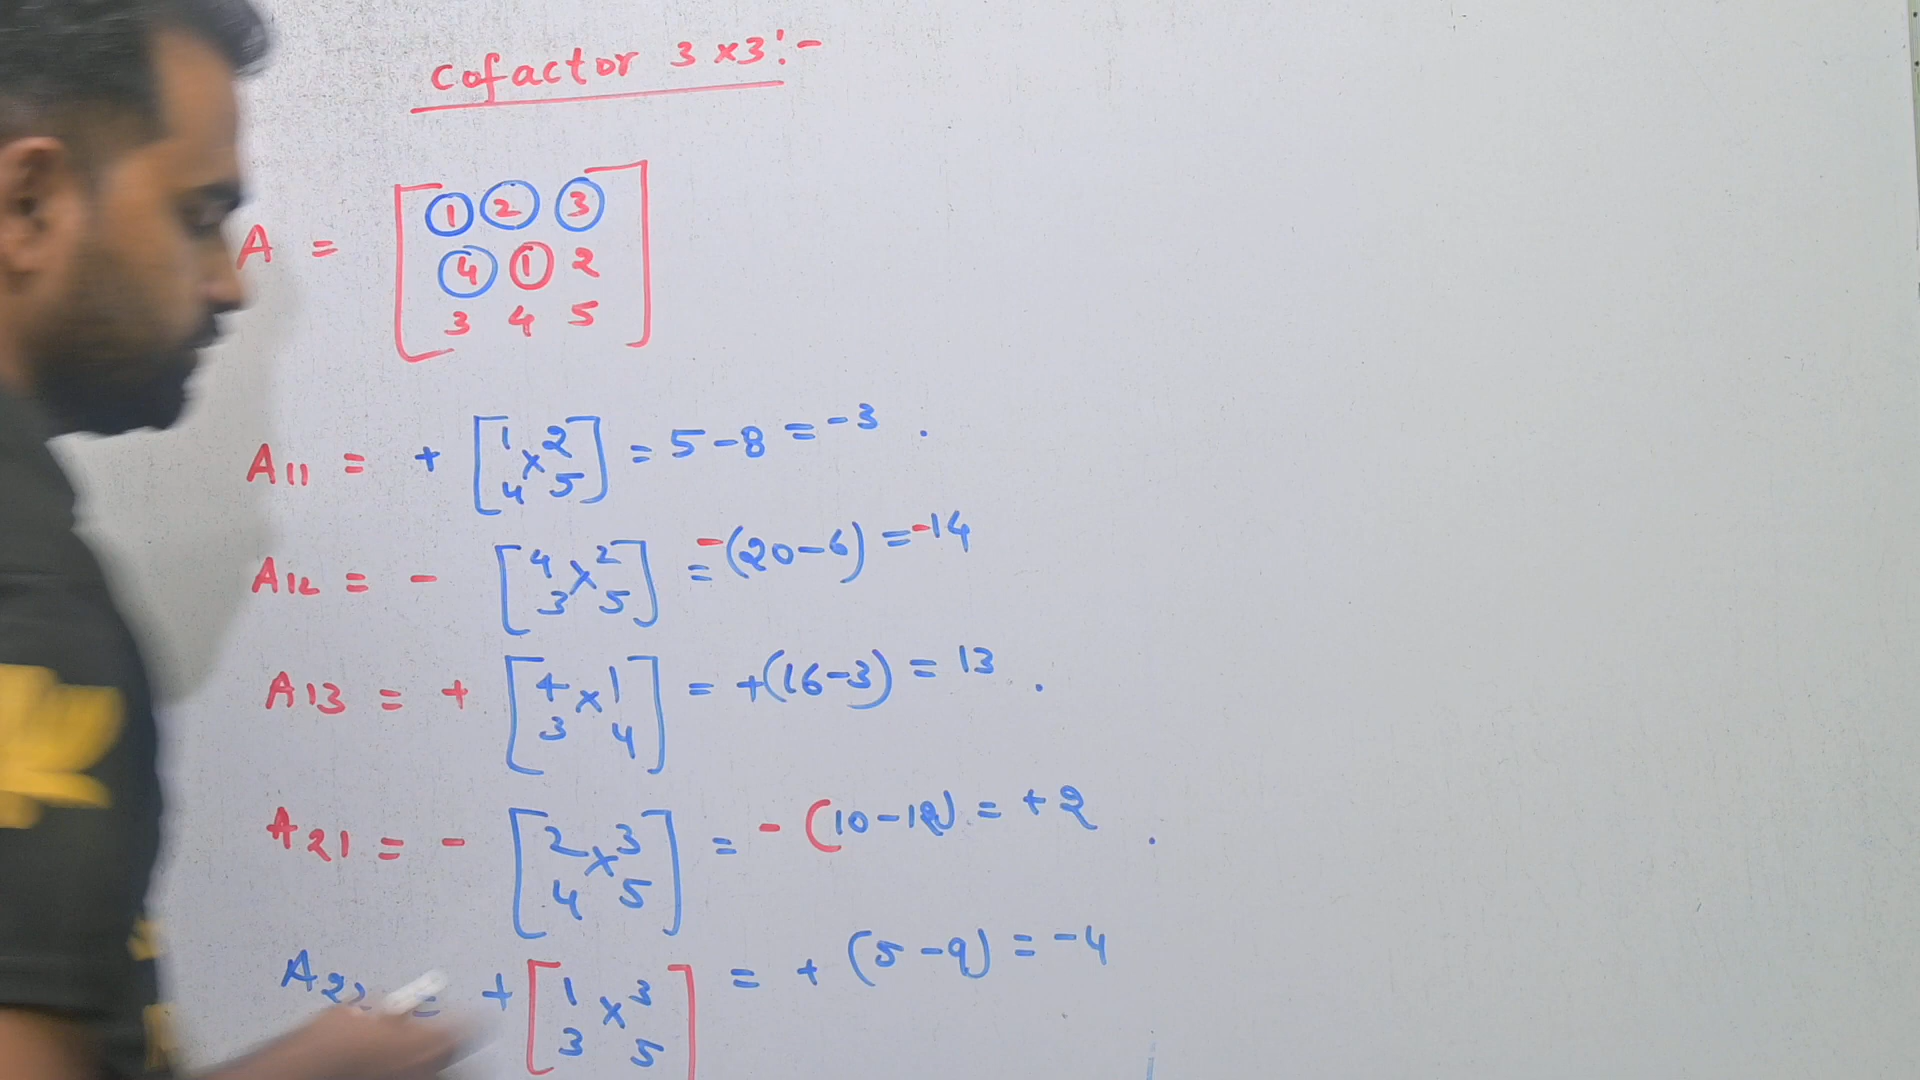 Cofactor 3 x3:-
A = [1 2 3
4 1 2
3 4 5]
A11 = + [1 x 2
4 5] = 5-8 = -3 .
A12 = - [4 x 2
3 5] = -(20-6) = -14
A13 = + [4 x 1
3 4] = +(16-3) = 13 .
A21 = - [2 x 3
4 5] = - (10-12) = +2 .
A22 = + [1 x 3
3 5] = + (5-9) = -4